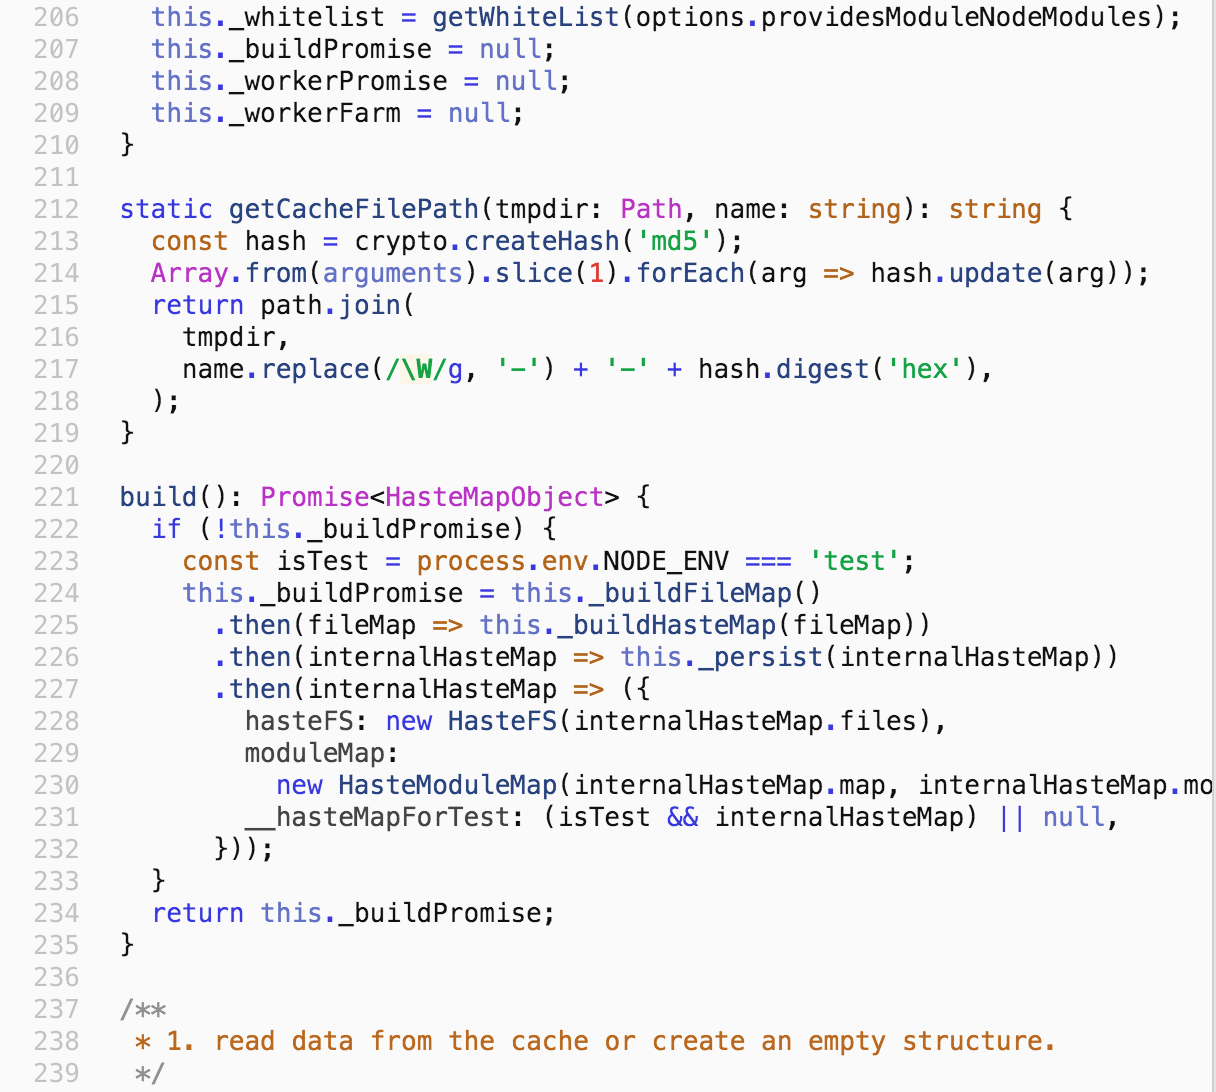 206 this._whitelist = getWhiteList(options.providesModuleNodeModules);
207 this._buildPromise = null;
208 this._workerPromise = null;
209 this._workerFarm = null;
210 }
211
212 static getCacheFilePath(tmpdir: Path, name: string): string {
213 const hash = crypto.createHash('md5');
214 Array.from(arguments).slice(1).forEach(arg => hash.update(arg));
215 return path.join(
216 tmpdir,
217 name.replace(/\W/g, '-') + '-' + hash.digest('hex'),
218 );
219 }
220
221 build(): Promise<HasteMapObject> {
222 if (!this._buildPromise) {
223 const isTest = process.env.NODE_ENV === 'test';
224 this._buildPromise = this._buildFileMap()
225 .then(fileMap => this._buildHasteMap(fileMap))
226 .then(internalHasteMap => this._persist(internalHasteMap))
227 .then(internalHasteMap => ({
228 hasteFS: new HasteFS(internalHasteMap.files),
229 moduleMap:
230 new HasteModuleMap(internalHasteMap.map, internalHasteMap.mo
231 __hasteMapForTest: (isTest && internalHasteMap) || null,
232 }));
233 }
234 return this._buildPromise;
235 }
236
237 /**
238 * 1. read data from the cache or create an empty structure.
239 */